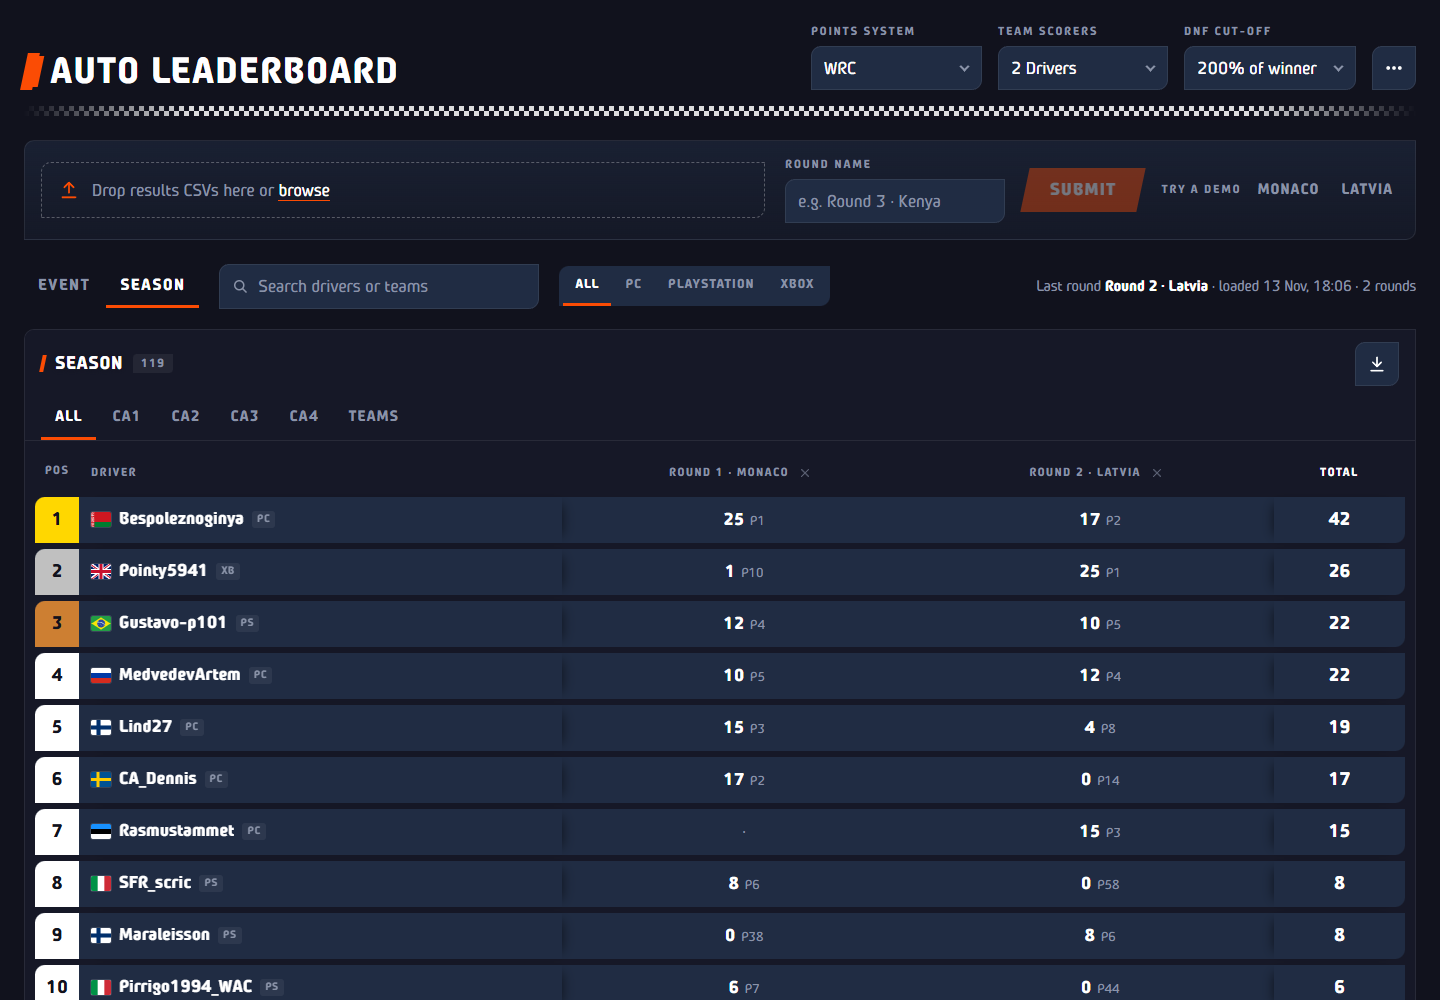 POINTS SYSTEM TEAM SCORERS DNF CUT-OFF
AUTO LEADERBOARD WRC 2 Drivers 200% of winner
ROUND NAME
Drop results CSVs here or browse e.g. Round 3 · Kenya SUBMIT TRY A DEMO MONACO LATVIA
EVENT SEASON Search drivers or teams ALL PC PLAYSTATION XBOX Last round Round 2 · Latvia · loaded 13 Nov, 18:06 · 2 rounds
SEASON 119
ALL CA1 CA2 CA3 CA4 TEAMS
POS DRIVER ROUND 1 · MONACO × ROUND 2 · LATVIA × TOTAL
1 Bespoleznoginya PC 25 P1 17 P2 42
2 Pointy5941 XB 1 P10 25 P1 26
3 Gustavo-p101 PS 12 P4 10 P5 22
4 MedvedevArtem PC 10 P5 12 P4 22
5 Lind27 PC 15 P3 4 P8 19
6 CA_Dennis PC 17 P2 0 P14 17
7 Rasmustammet PC · 15 P3 15
8 SFR_scric PS 8 P6 0 P58 8
9 Maraleisson PS 0 P38 8 P6 8
10 Pirrigo1994_WAC PS 6 P7 0 P44 6